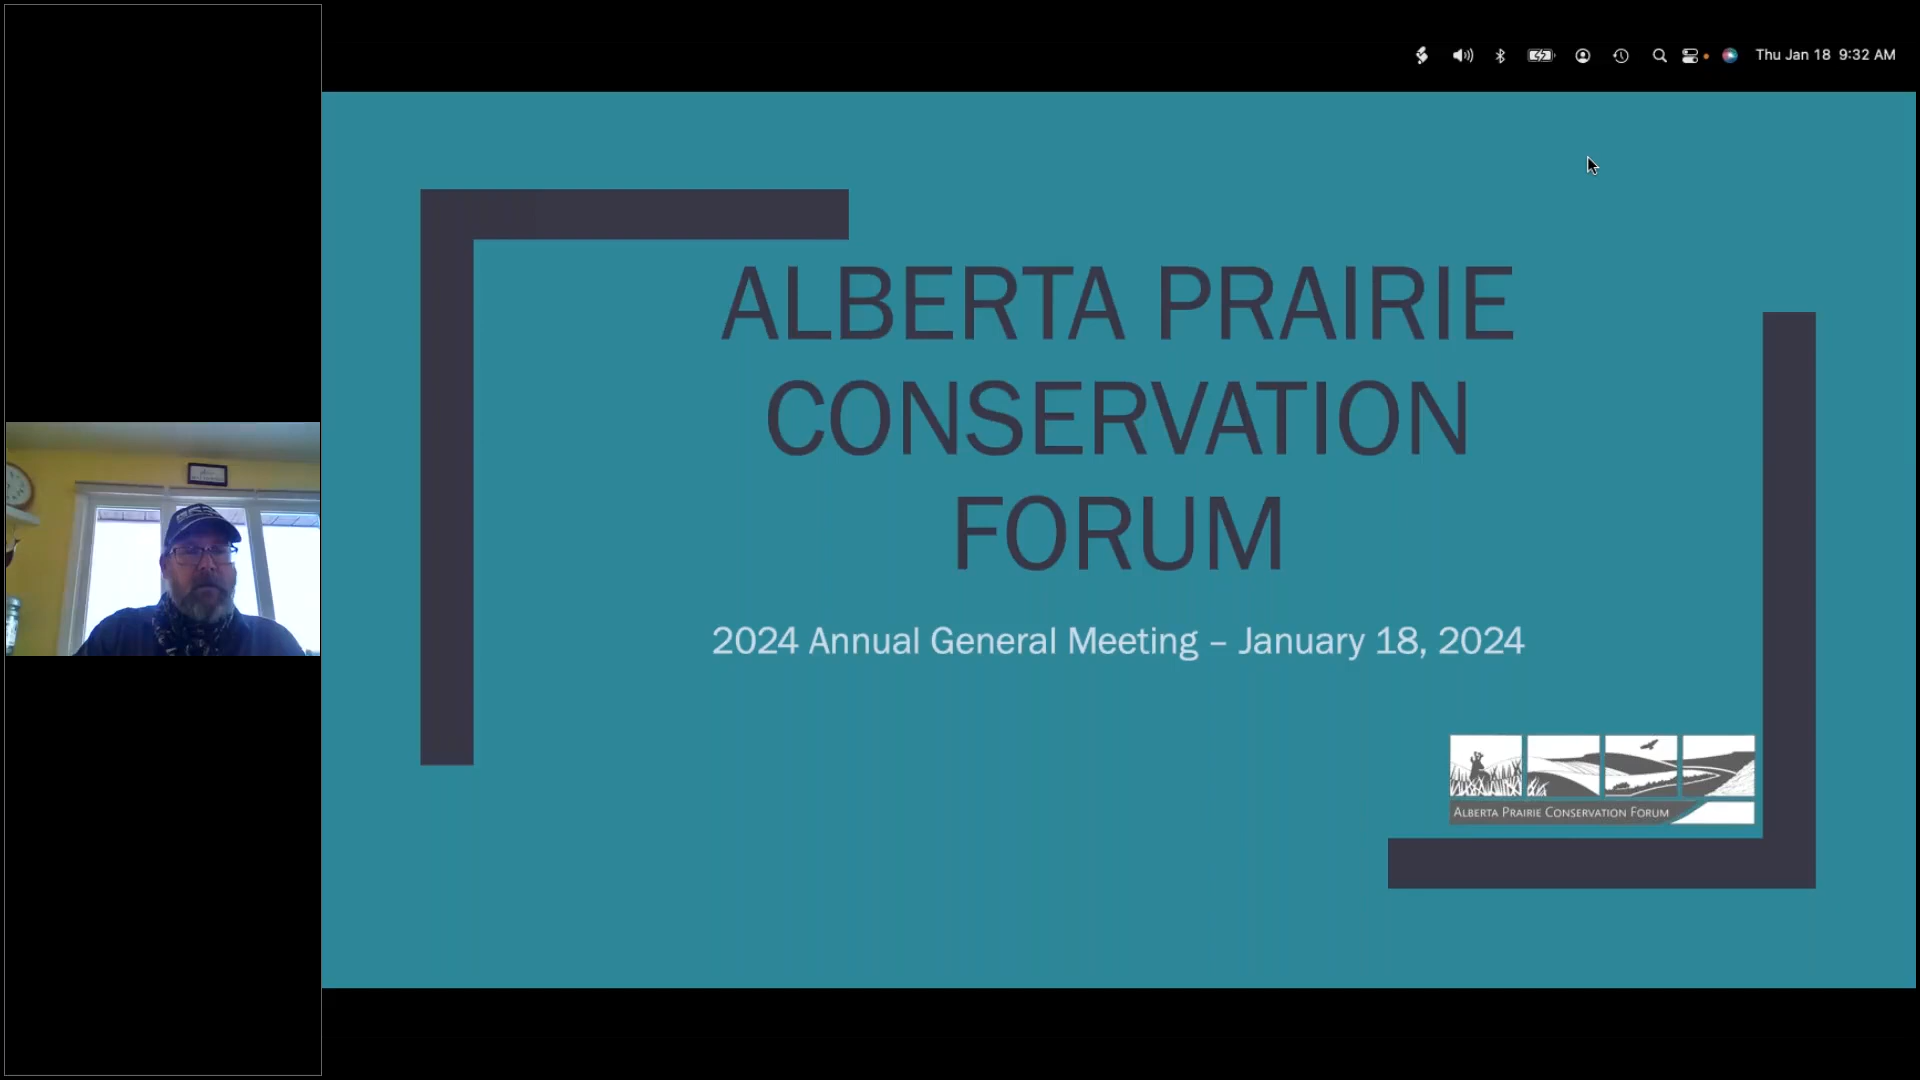 Thu Jan 18 9:32 AM
ALBERTA PRAIRIE
CONSERVATION
FORUM
2024 Annual General Meeting – January 18, 2024
ALBERTA PRAIRIE CONSERVATION FORUM